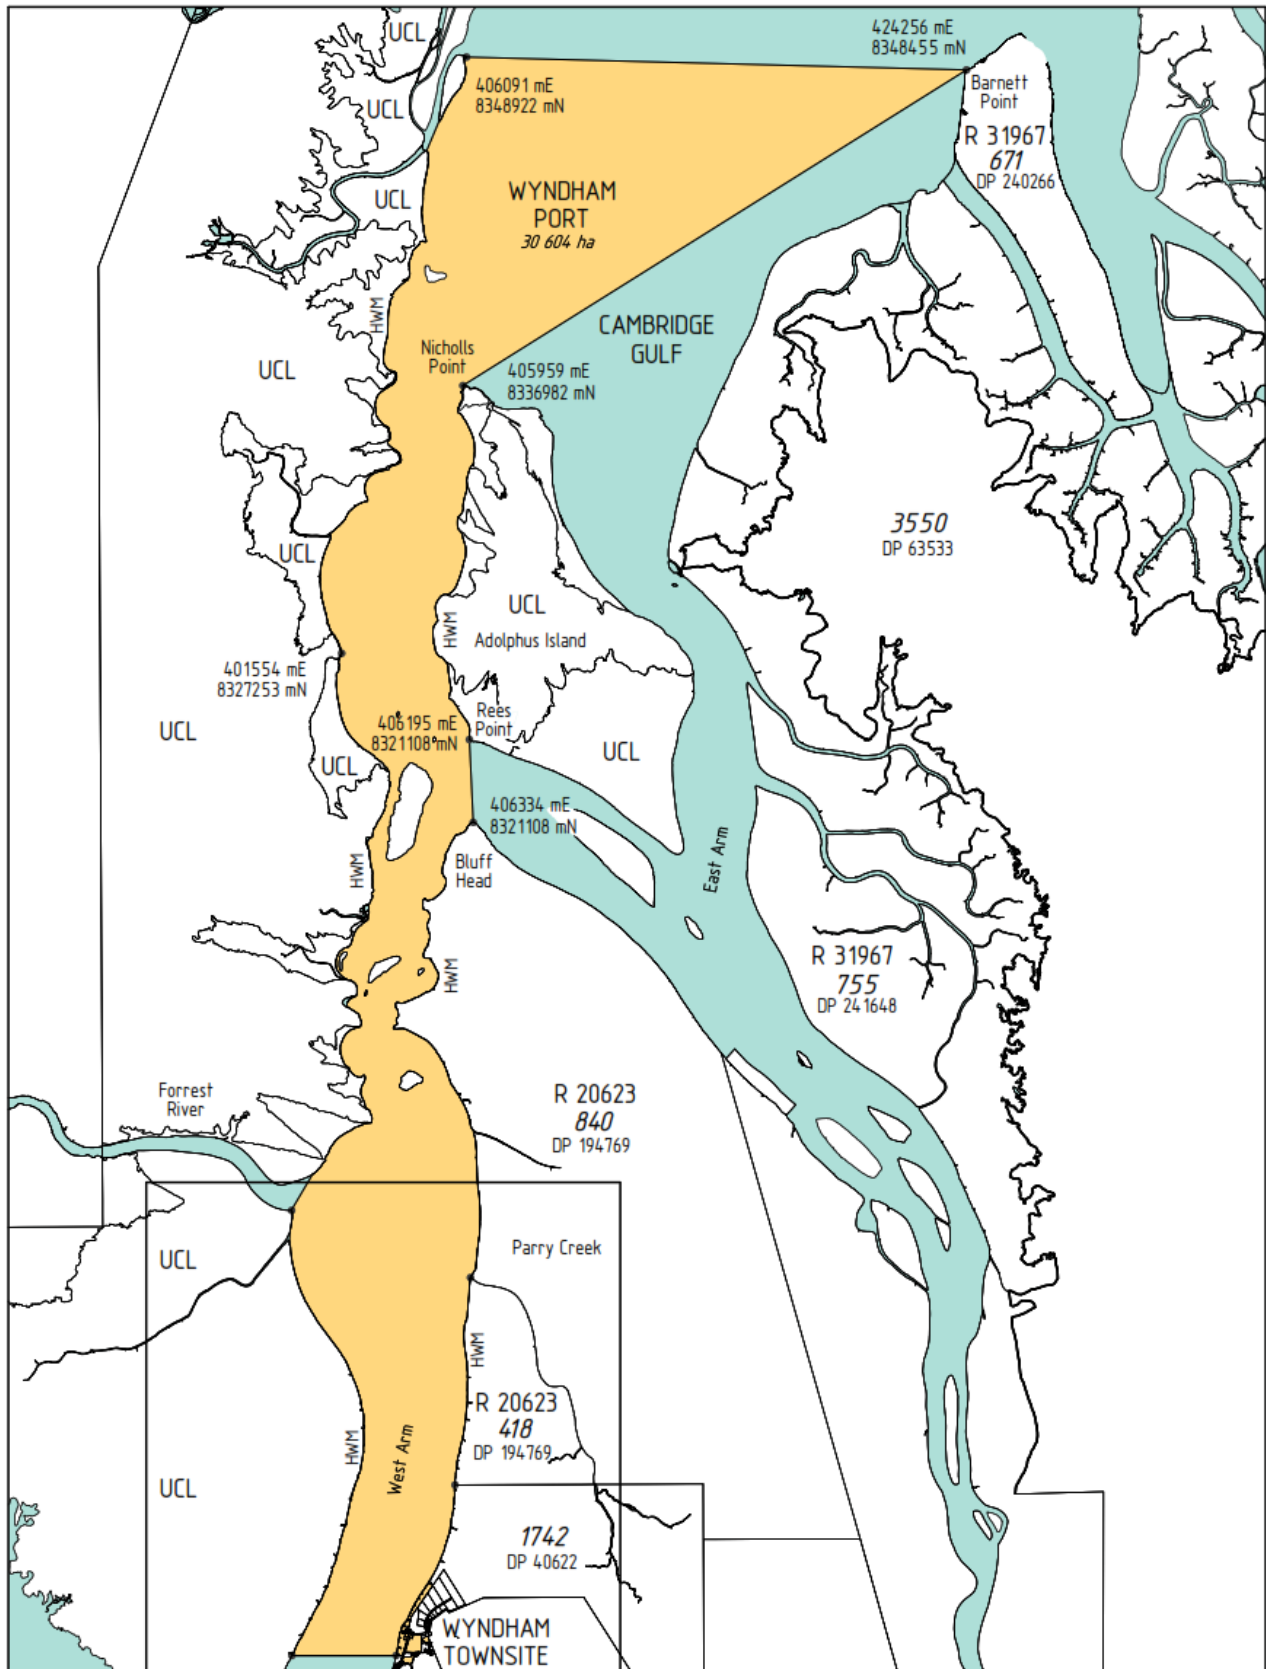 UCL
424256 mE
8348455 mN
406091 mE
8348922 mN
Barnett
Point
UCL
R 31967
671
DP 240266
UCL
WYNDHAM
PORT
30 604 ha
HWM
CAMBRIDGE
GULF
Nicholls
Point
UCL
405959 mE
8336982 mN
3550
DP 63533
UCL
UCL
HWM
Adolphus Island
401554 mE
8327253 mN
Rees
Point
406195 mE
8321108 mN
UCL
UCL
UCL
406334 mE
8321108 mN
East Arm
Bluff
Head
HWM
R 31967
755
DP 241648
HWM
Forrest
River
R 20623
840
DP 194769
Parry Creek
UCL
HWM
R 20623
418
DP 194769
HWM
West Arm
UCL
1742
DP 40622
WYNDHAM
TOWNSITE